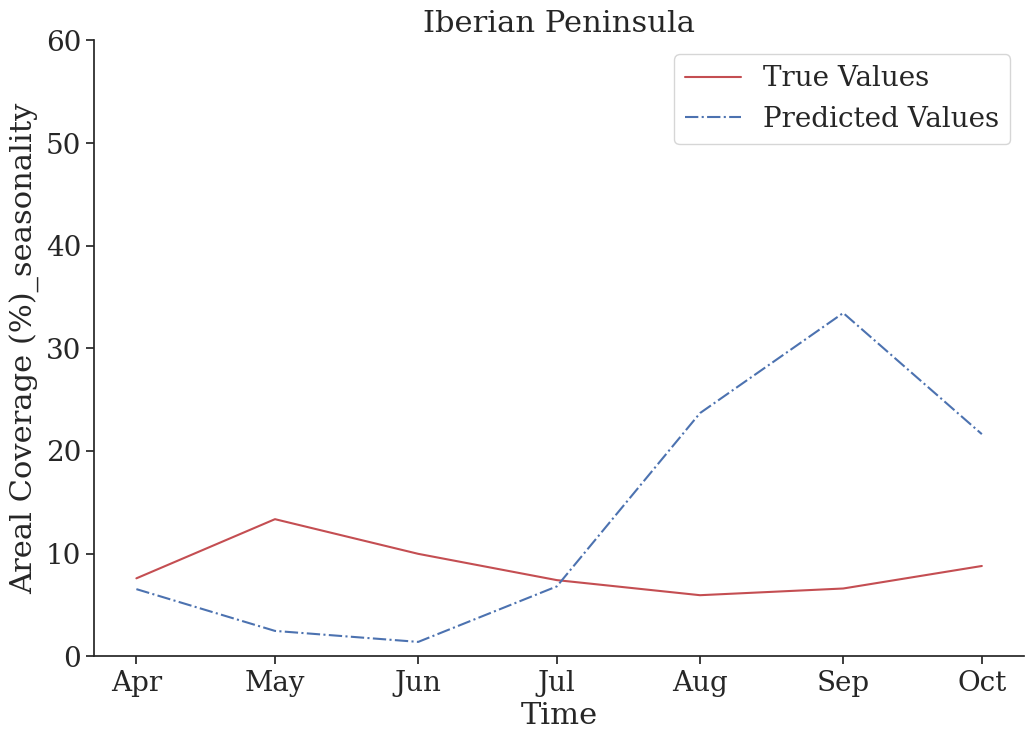 Iberian Peninsula
True Values
Predicted Values
Areal Coverage (%)_seasonality
60
50
40
30
20
10
0
Apr May Jun Jul Aug Sep Oct
Time